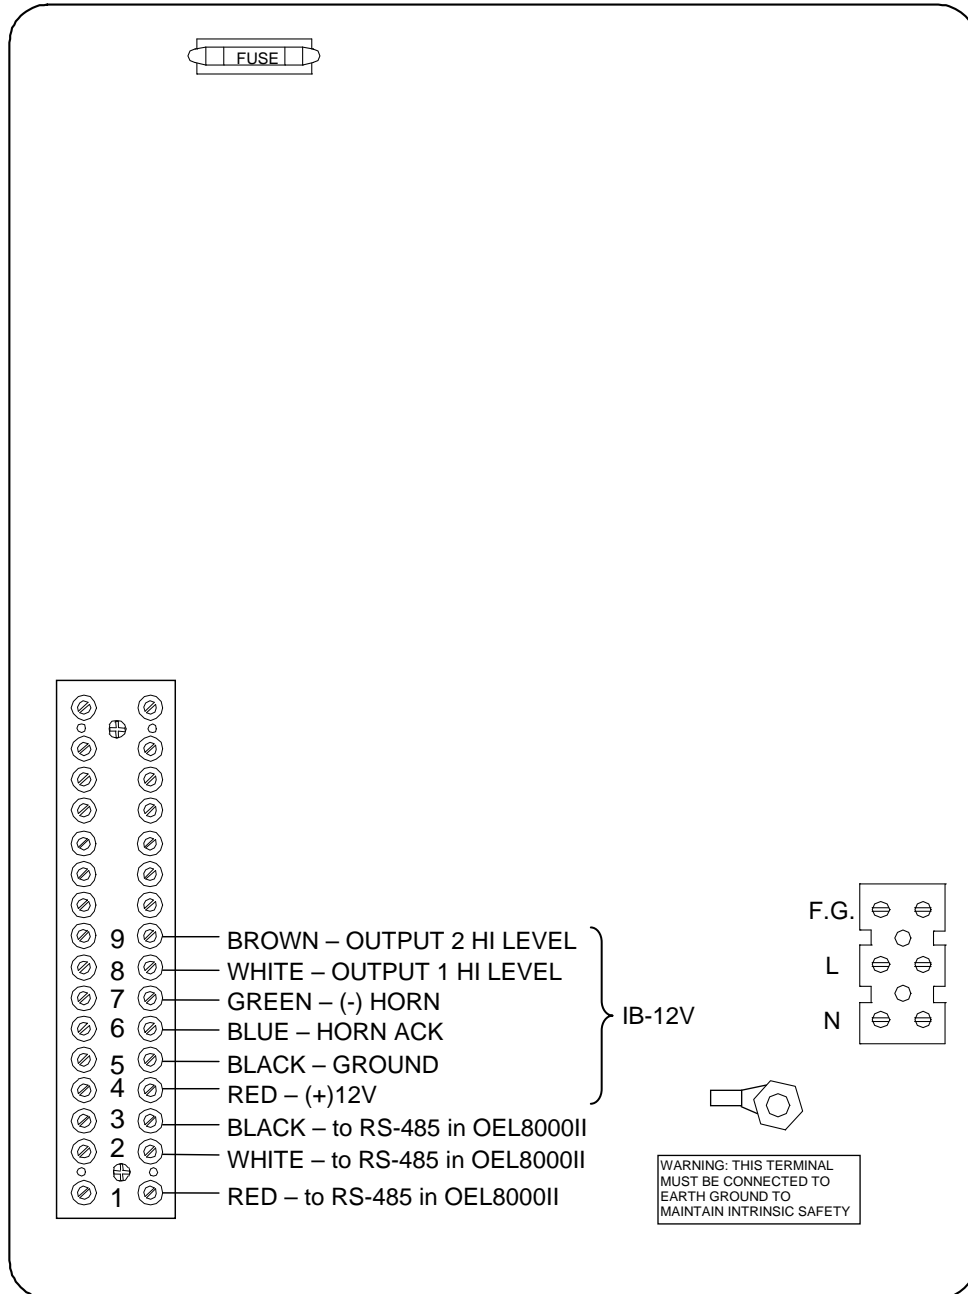 FUSE
F.G.
9 BROWN – OUTPUT 2 HI LEVEL
8 WHITE – OUTPUT 1 HI LEVEL
L
7 GREEN – (-) HORN
IB-12V
N
6 BLUE – HORN ACK
5 BLACK – GROUND
4 RED – (+)12V
3 BLACK – to RS-485 in OEL8000II
2 WHITE – to RS-485 in OEL8000II
1 RED – to RS-485 in OEL8000II
WARNING: THIS TERMINAL
MUST BE CONNECTED TO
EARTH GROUND TO
MAINTAIN INTRINSIC SAFETY